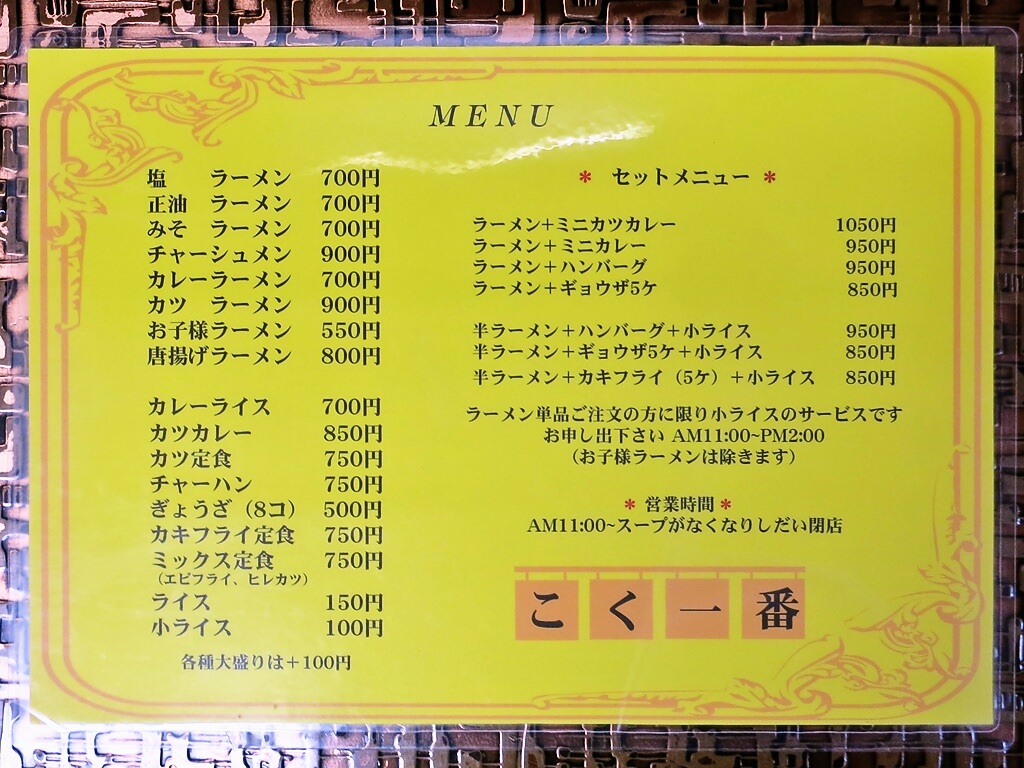 MENU
塩　ラーメン 700円
正油　ラーメン 700円
みそ　ラーメン 700円
チャーシュメン 900円
カレーラーメン 700円
カツ　ラーメン 900円
お子様ラーメン 550円
唐揚げラーメン 800円
カレーライス 700円
カツカレー 850円
カツ定食 750円
チャーハン 750円
ぎょうざ（8コ） 500円
カキフライ定食 750円
ミックス定食 750円
（エビフライ、ヒレカツ）
ライス 150円
小ライス 100円
各種大盛りは＋100円
* セットメニュー *
ラーメン+ミニカツカレー 1050円
ラーメン＋ミニカレー 950円
ラーメン＋ハンバーグ 950円
ラーメン＋ギョウザ5ケ 850円
半ラーメン＋ハンバーグ＋小ライス 950円
半ラーメン＋ギョウザ5ケ＋小ライス 850円
半ラーメン＋カキフライ（5ケ）＋小ライス 850円
ラーメン単品ご注文の方に限り小ライスのサービスです
お申し出下さい AM11:00~PM2:00
（お子様ラーメンは除きます）
* 営業時間 *
AM11:00~スープがなくなりしだい閉店
こく一番